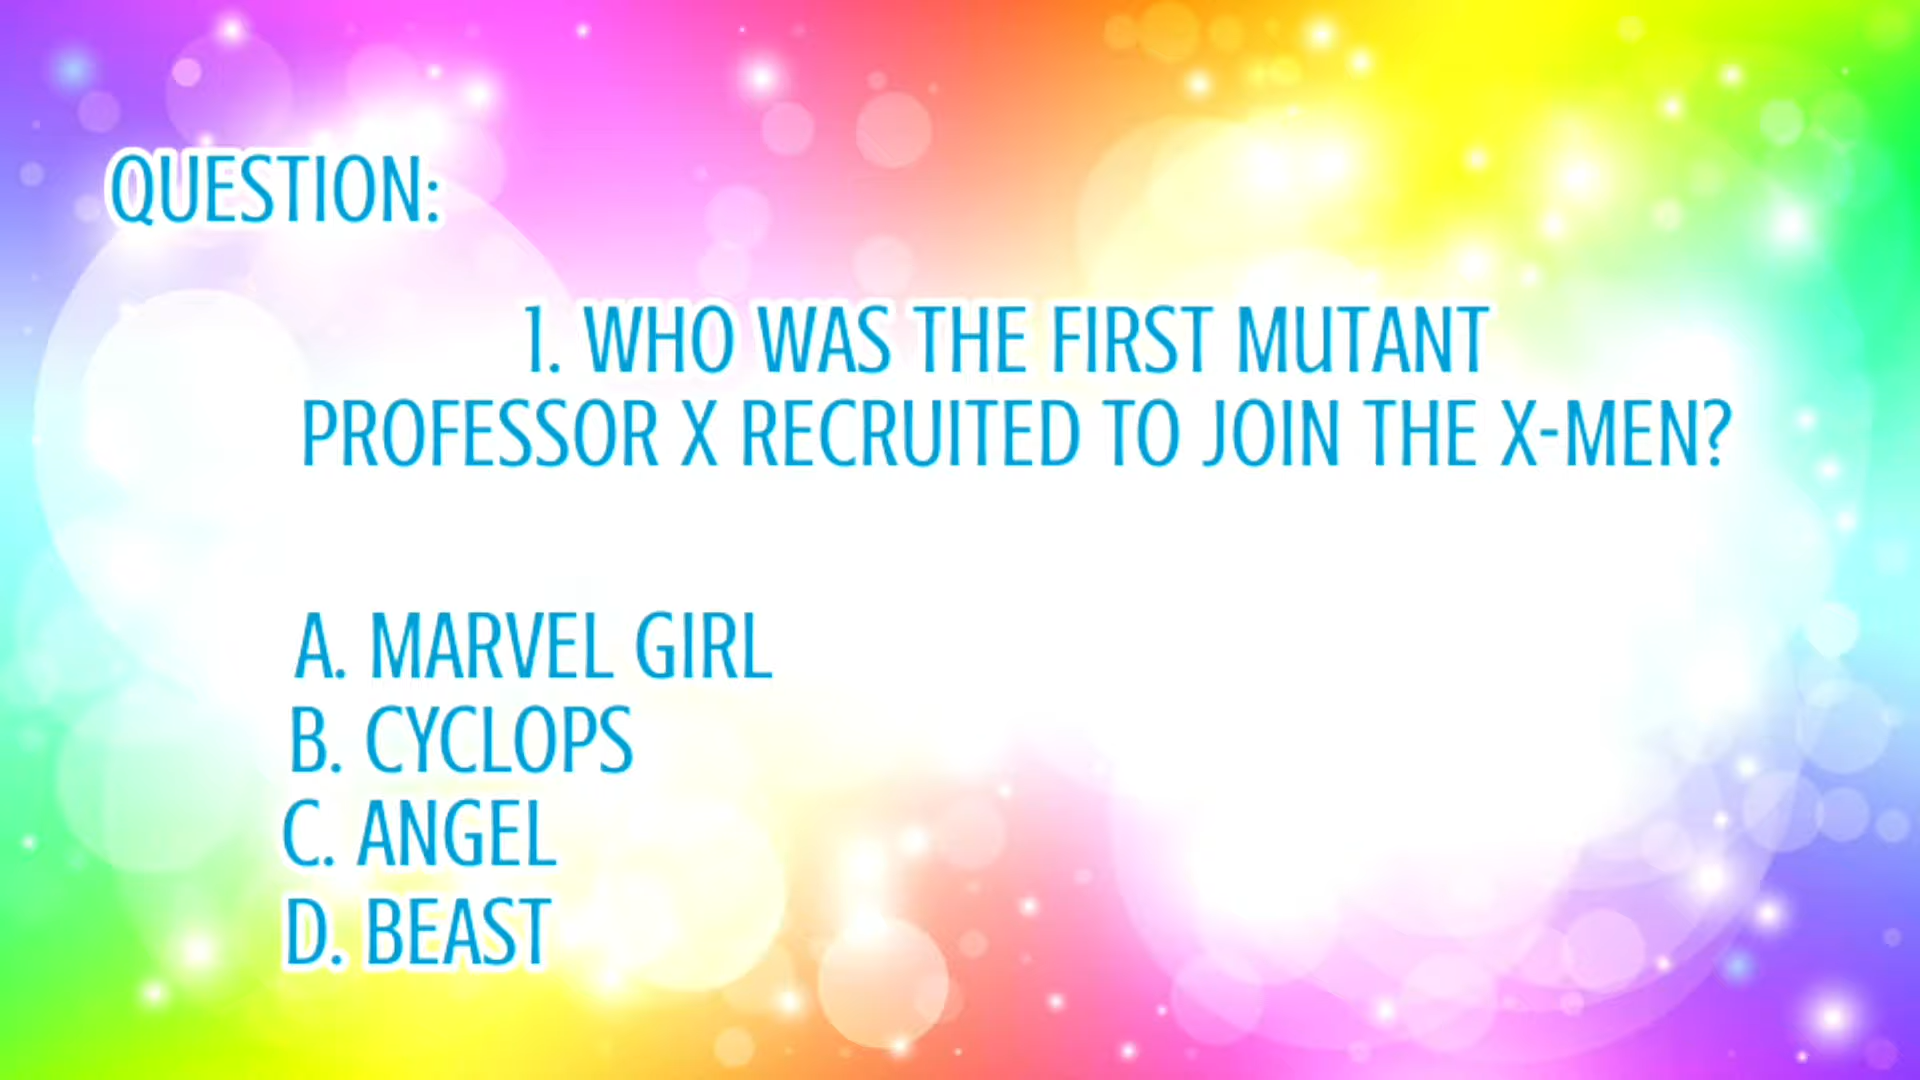 QUESTION:
1. WHO WAS THE FIRST MUTANT
PROFESSOR X RECRUITED TO JOIN THE X-MEN?
A. MARVEL GIRL
B. CYCLOPS
C. ANGEL
D. BEAST